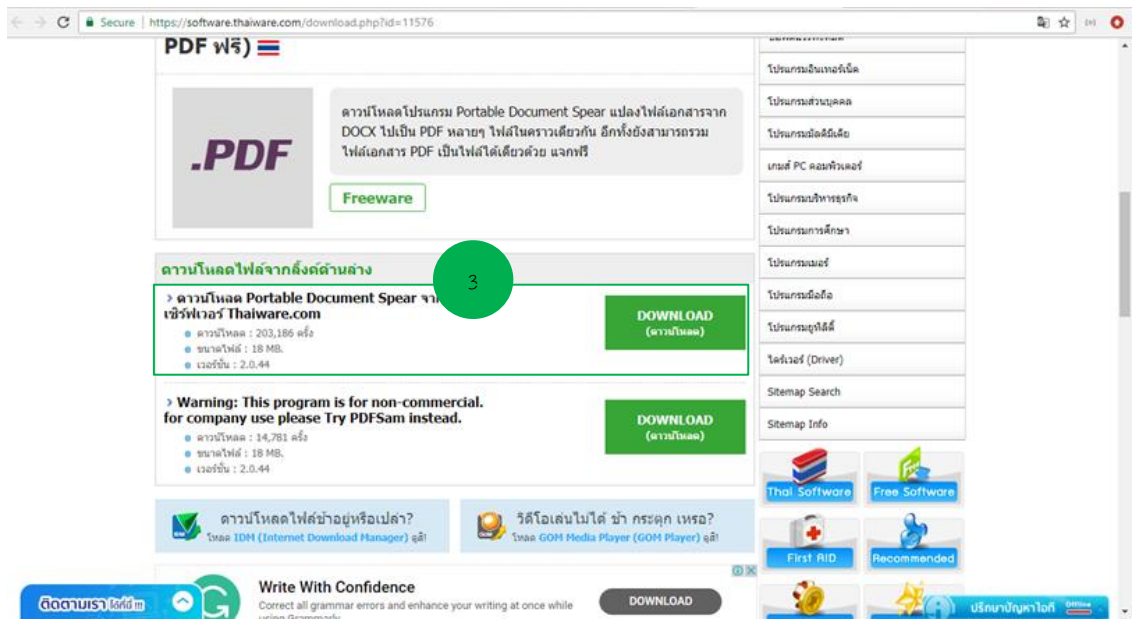 Secure | https://software.thaiware.com/download.php?id=11576
PDF ฟรี)
.PDF
ดาวน์โหลดโปรแกรม Portable Document Spear แปลงไฟล์เอกสารจาก
DOCX ไปเป็น PDF หลายๆ ไฟล์ในคราวเดียวกัน อีกทั้งยังสามารถรวม
ไฟล์เอกสาร PDF เป็นไฟล์ได้เดียวด้วย แจกฟรี
Freeware
ดาวน์โหลดไฟล์จากลิ้งค์ด้านล่าง
3
› ดาวน์โหลด Portable Document Spear จา
เซิร์ฟเวอร์ Thaiware.com
ดาวน์โหลด : 203,186 ครั้ง
ขนาดไฟล์ : 18 MB.
เวอร์ชั่น : 2.0.44
DOWNLOAD
(ดาวน์โหลด)
› Warning: This program is for non-commercial.
for company use please Try PDFSam instead.
ดาวน์โหลด : 14,781 ครั้ง
ขนาดไฟล์ : 18 MB.
เวอร์ชั่น : 2.0.44
DOWNLOAD
(ดาวน์โหลด)
ดาวน์โหลดไฟล์ช้าอยู่หรือเปล่า?
โหลด IDM (Internet Download Manager) ดูสิ!
วิดีโอเล่นไม่ได้ ช้า กระตุก เหรอ?
โหลด GOM Media Player (GOM Player) ดูสิ!
Write With Confidence
Correct all grammar errors and enhance your writing at once while
using Grammarly
DOWNLOAD
โปรแกรมอินเทอร์เน็ต
โปรแกรมส่วนบุคคล
โปรแกรมมัลติมีเดีย
เกมส์ PC คอมพิวเตอร์
โปรแกรมบริหารธุรกิจ
โปรแกรมการศึกษา
โปรแกรมเมอร์
โปรแกรมมือถือ
โปรแกรมยูทิลิตี้
ไดร์เวอร์ (Driver)
Sitemap Search
Sitemap Info
Thai Software
Free Software
First AID
Recommended
ติดตามเรา ได้ที่นี่ !!!
ปรึกษาปัญหาไอที Offline